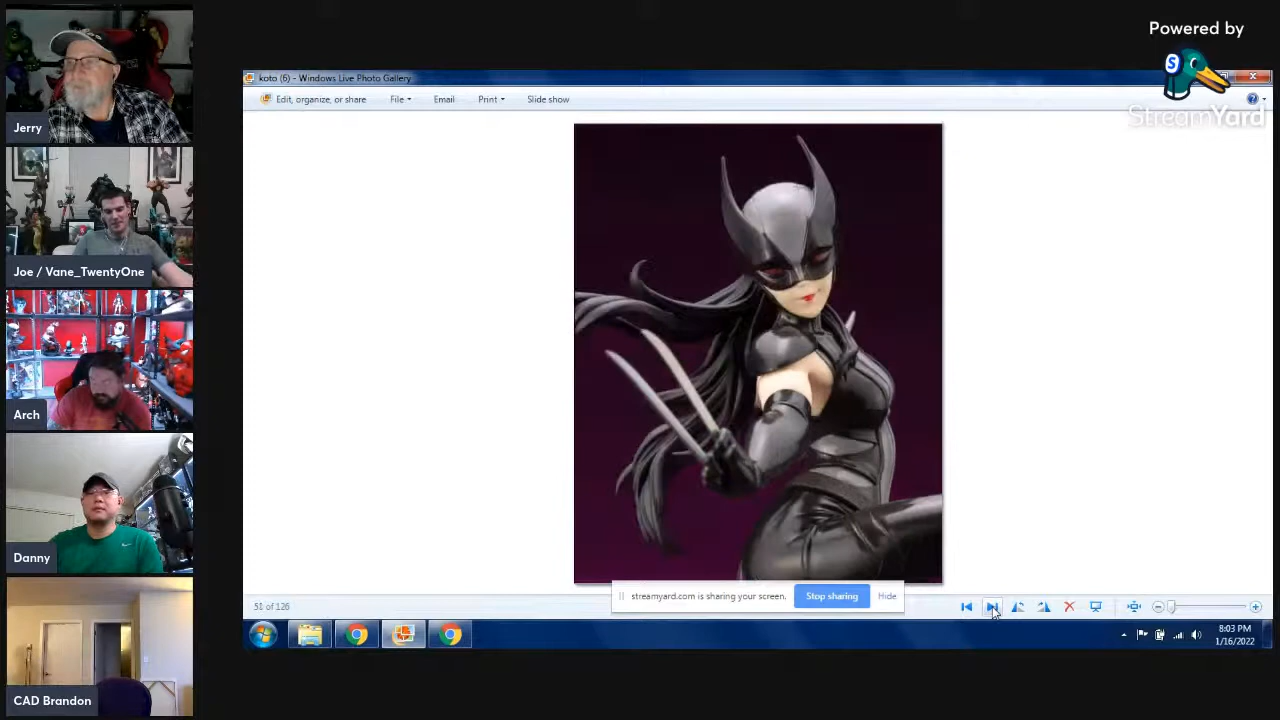 Powered by
S
StreamYard
Jerry
Joe / Vane_TwentyOne
Arch
Danny
CAD Brandon
koto (6) - Windows Live Photo Gallery
Edit, organize, or share
File
Email
Print
Slide show
streamyard.com is sharing your screen.
Stop sharing
Hide
51 of 126
8:03 PM
1/16/2022